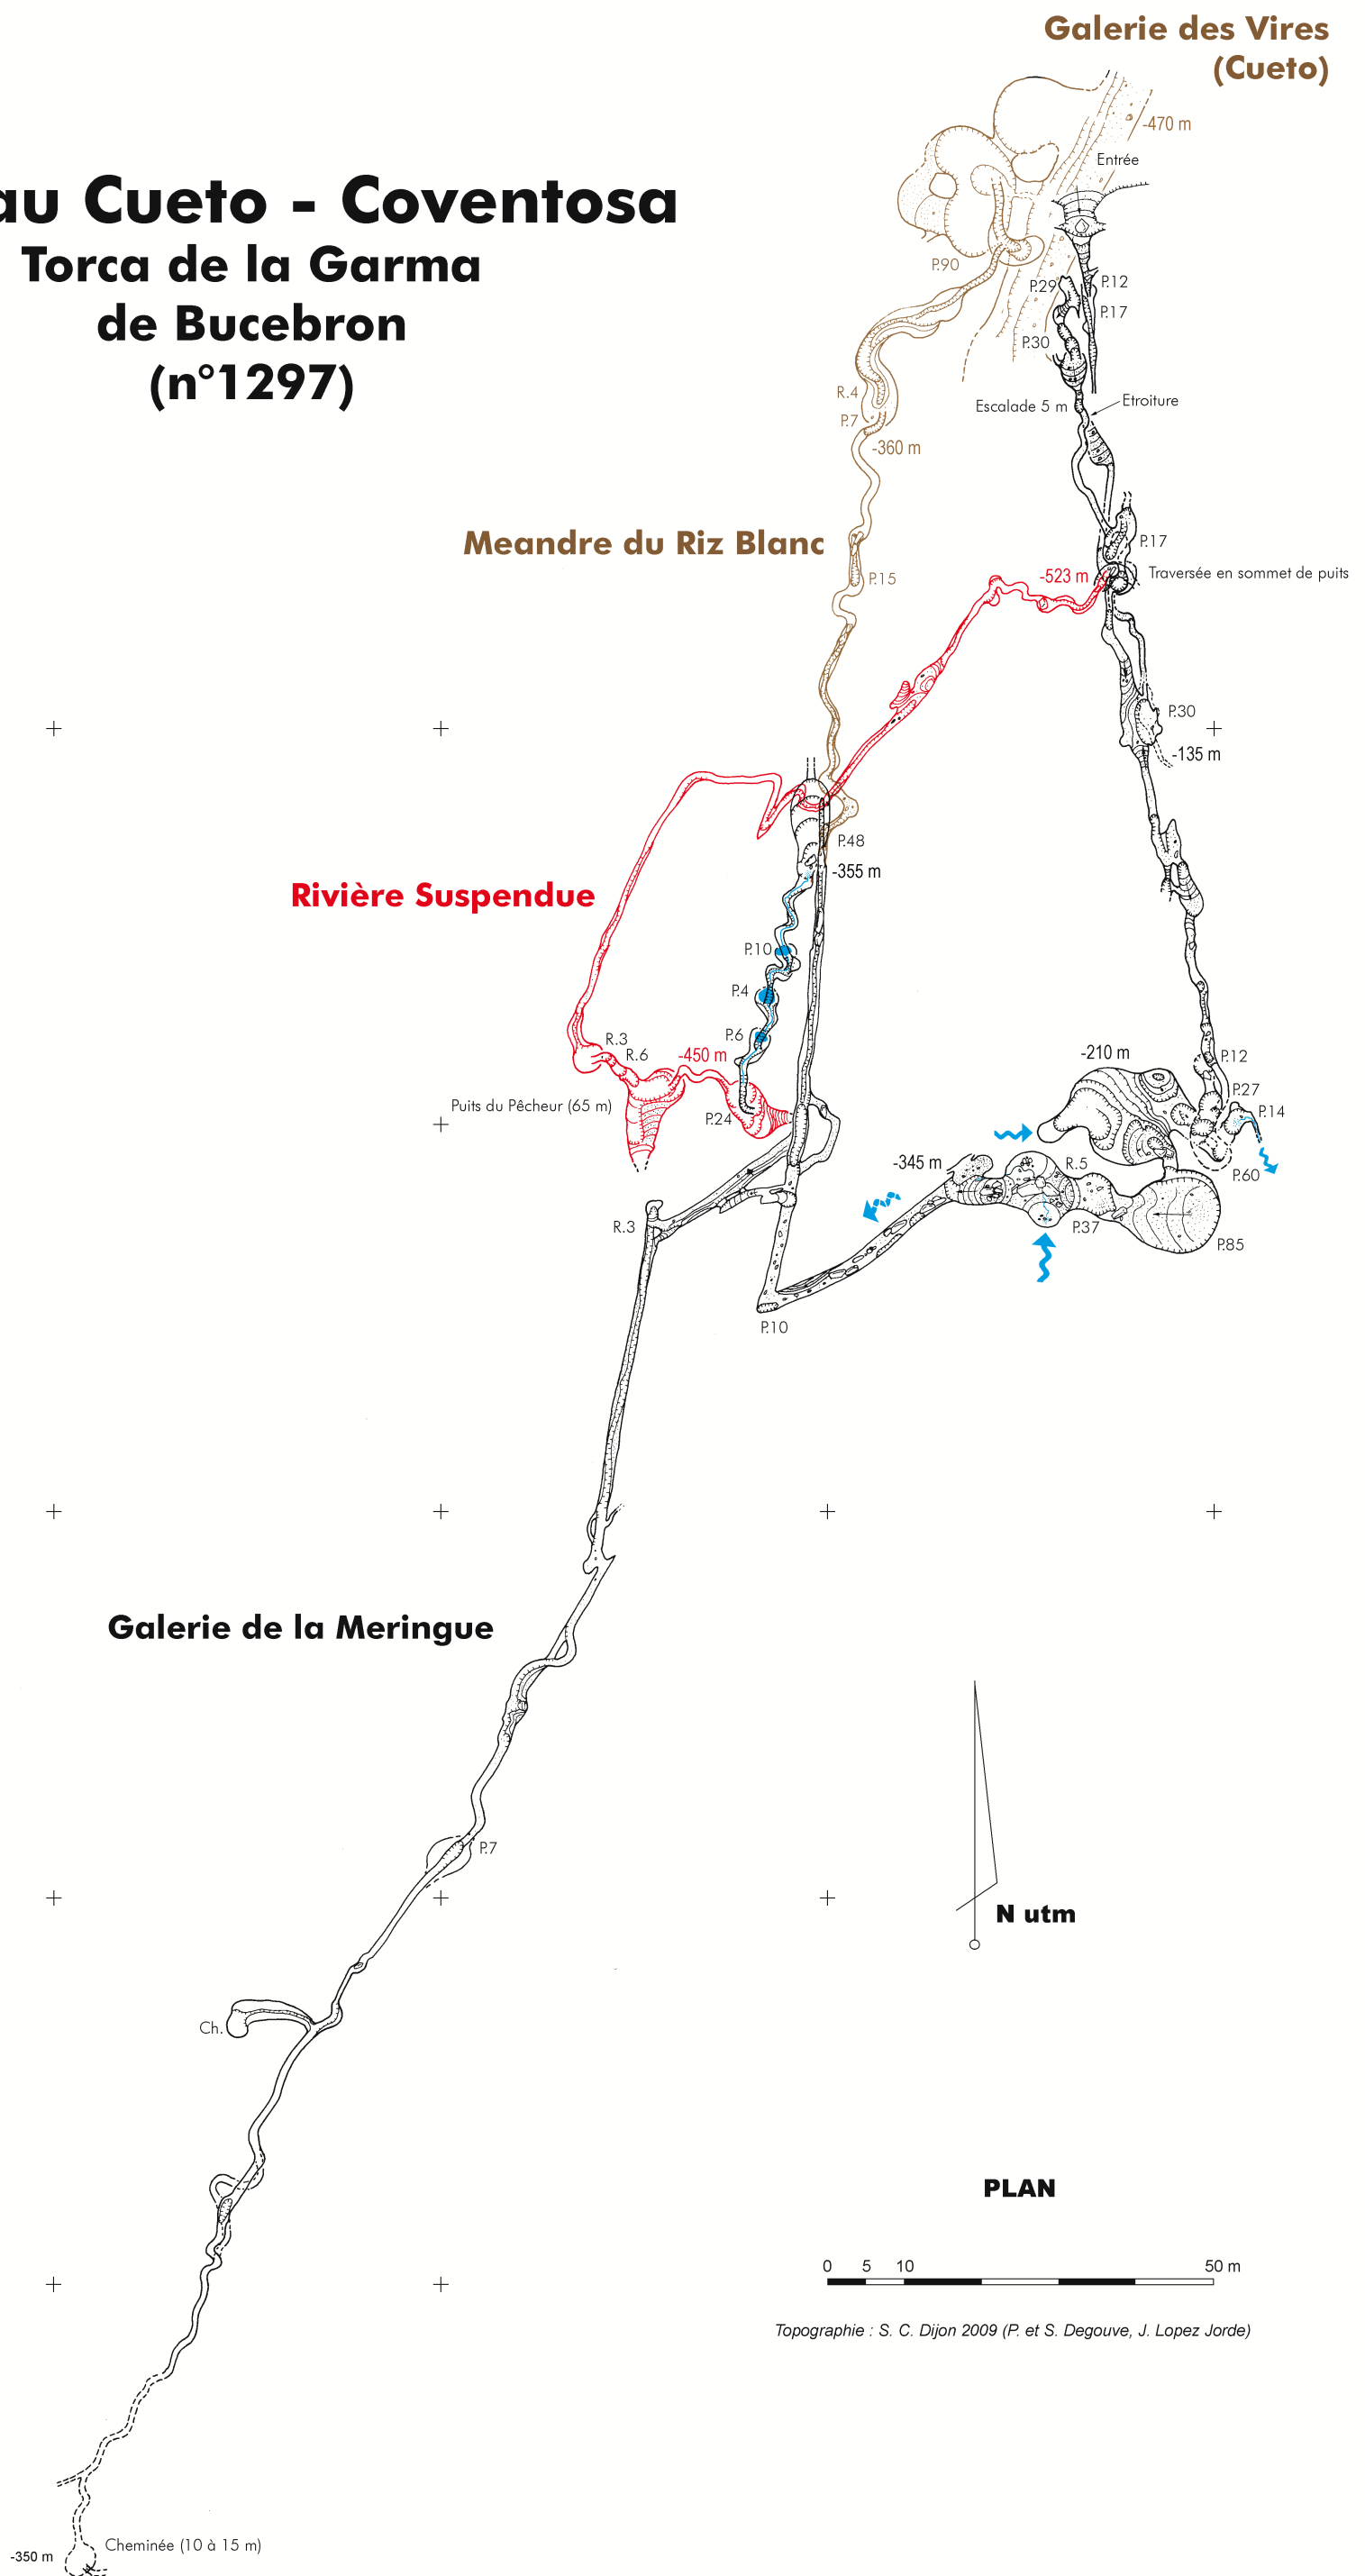 Galerie des Vires
(Cueto)
-470 m
Entrée
au Cueto - Coventosa
Torca de la Garma
de Bucebron
(n°1297)
P.90
P.29
P.12
P.17
P.30
R.4
Escalade 5 m
Etroiture
P.7
-360 m
Meandre du Riz Blanc
P.17
P.15
-523 m
Traversée en sommet de puits
P.30
-135 m
P.48
-355 m
Rivière Suspendue
P.10
P.4
P.6
R.3
R.6
-450 m
-210 m
P.12
P.27
Puits du Pêcheur (65 m)
P.24
P.14
-345 m
R.5
P.60
R.3
P.37
P.85
P.10
Galerie de la Meringue
P.7
N utm
Ch.
PLAN
0 5 10 50 m
Topographie : S. C. Dijon 2009 (P. et S. Degouve, J. Lopez Jorde)
Cheminée (10 à 15 m)
-350 m